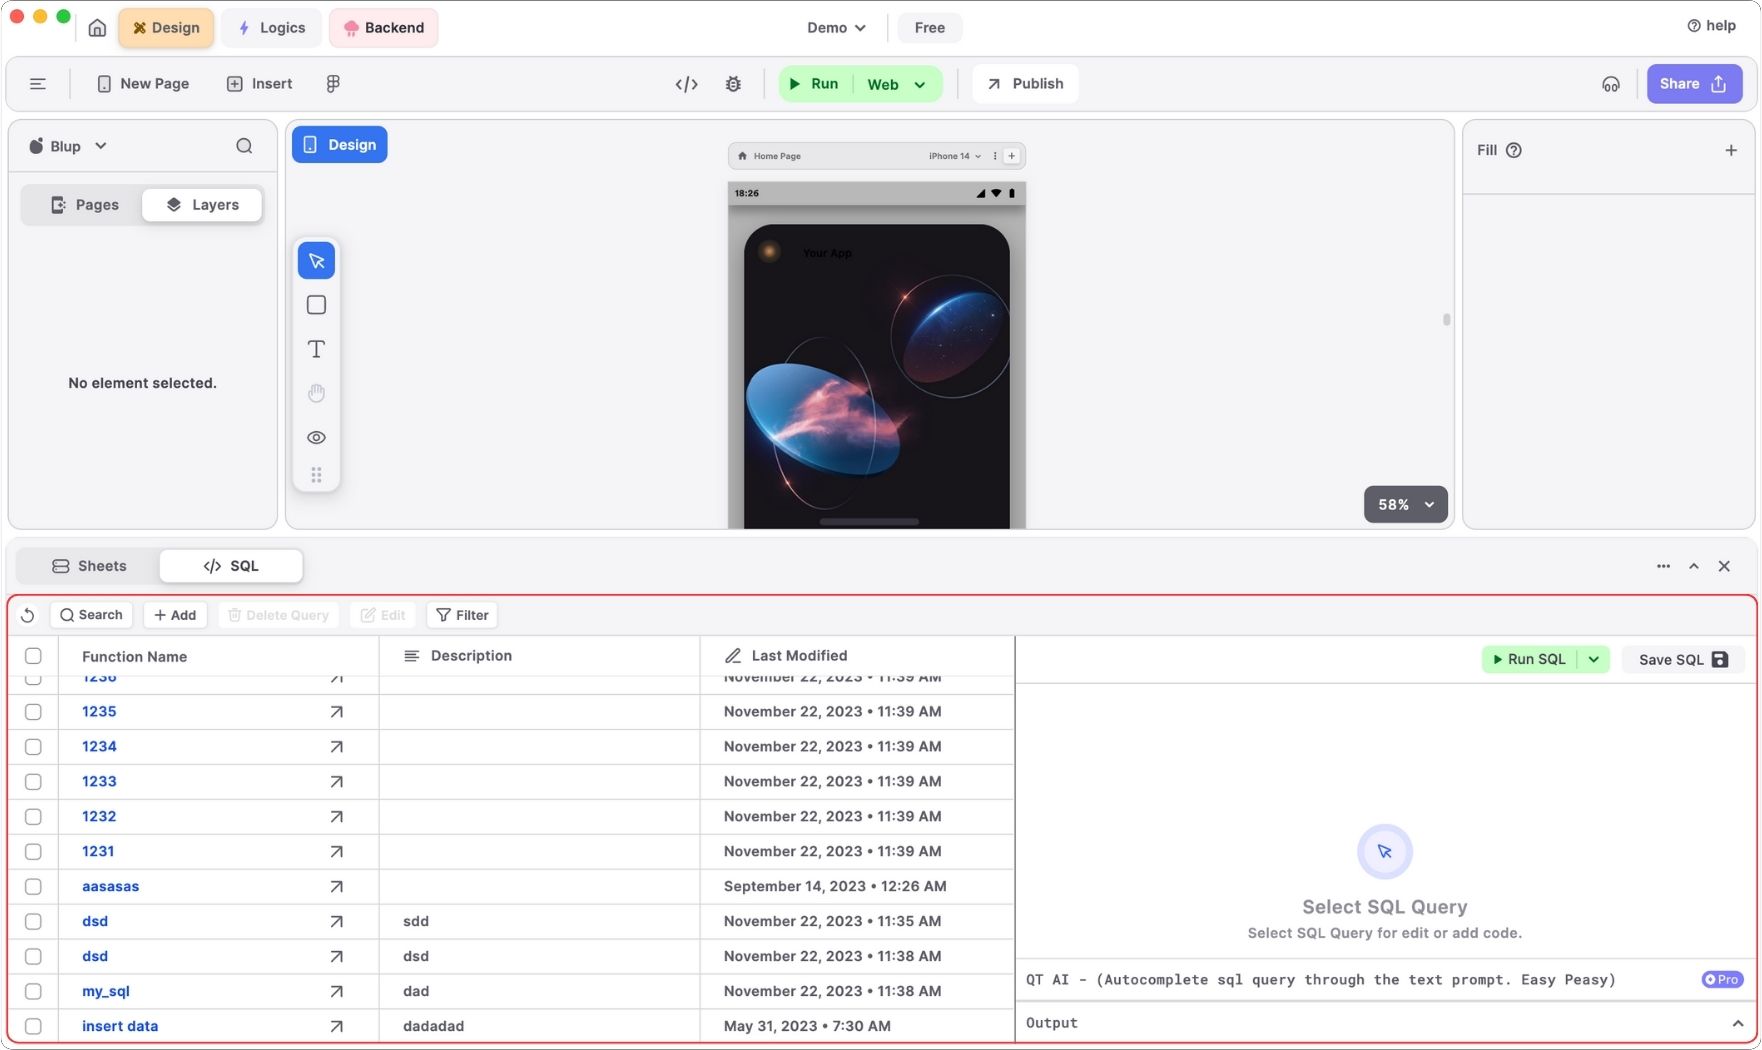 Design
Logics
Backend
Demo
Free
help
New Page
Insert
Run
Web
Publish
Share
Blup
Design
Pages
Layers
No element selected.
Home Page
iPhone 14
18:26
Your App
58%
Fill
Sheets
SQL
Search
Add
Delete Query
Edit
Filter
Function Name
Description
Last Modified
Run SQL
Save SQL
1236
November 22, 2023 • 11:39 AM
1235
November 22, 2023 • 11:39 AM
1234
November 22, 2023 • 11:39 AM
1233
November 22, 2023 • 11:39 AM
1232
November 22, 2023 • 11:39 AM
1231
November 22, 2023 • 11:39 AM
aasasas
September 14, 2023 • 12:26 AM
dsd
sdd
November 22, 2023 • 11:35 AM
dsd
dsd
November 22, 2023 • 11:38 AM
my_sql
dad
November 22, 2023 • 11:38 AM
insert data
dadadad
May 31, 2023 • 7:30 AM
Select SQL Query
Select SQL Query for edit or add code.
QT AI - (Autocomplete sql query through the text prompt. Easy Peasy)
Pro
Output